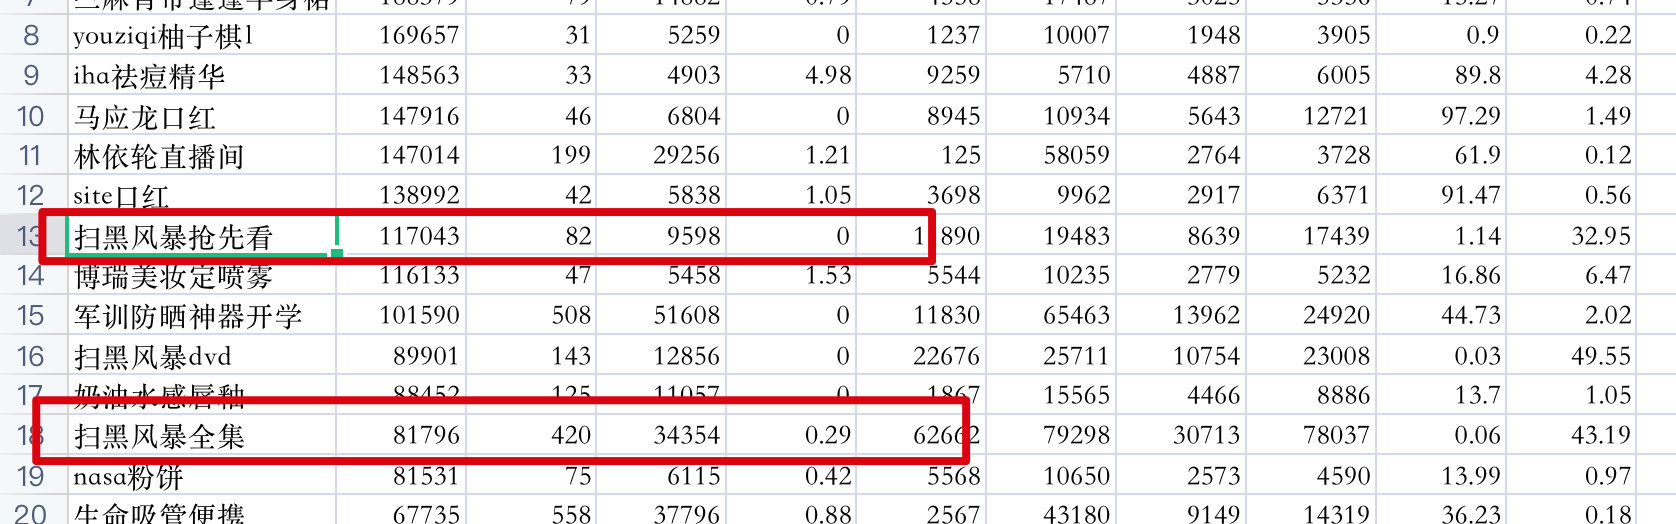 8 youziqi柚子棋l 169657 31 5259 0 1237 10007 1948 3905 0.9 0.22
9 iha祛痘精华 148563 33 4903 4.98 9259 5710 4887 6005 89.8 4.28
10 马应龙口红 147916 46 6804 0 8945 10934 5643 12721 97.29 1.49
11 林依轮直播间 147014 199 29256 1.21 125 58059 2764 3728 61.9 0.12
12 site口红 138992 42 5838 1.05 3698 9962 2917 6371 91.47 0.56
13 扫黑风暴抢先看 117043 82 9598 0 19483 8639 17439 1.14 32.95
14 博瑞美妆定喷雾 116133 47 5458 1.53 5544 10235 2779 5232 16.86 6.47
15 军训防晒神器开学 101590 508 51608 0 11830 65463 13962 24920 44.73 2.02
16 扫黑风暴dvd 89901 143 12856 0 22676 25711 10754 23008 0.03 49.55
17 奶油水感唇釉 88452 125 11057 0 1867 15565 4466 8886 13.7 1.05
18 扫黑风暴全集 81796 420 34354 0.29 62662 79298 30713 78037 0.06 43.19
19 nasa粉饼 81531 75 6115 0.42 5568 10650 2573 4590 13.99 0.97
20 生命吸管便携 67735 558 37796 0.88 2567 43180 9149 14319 36.23 0.18